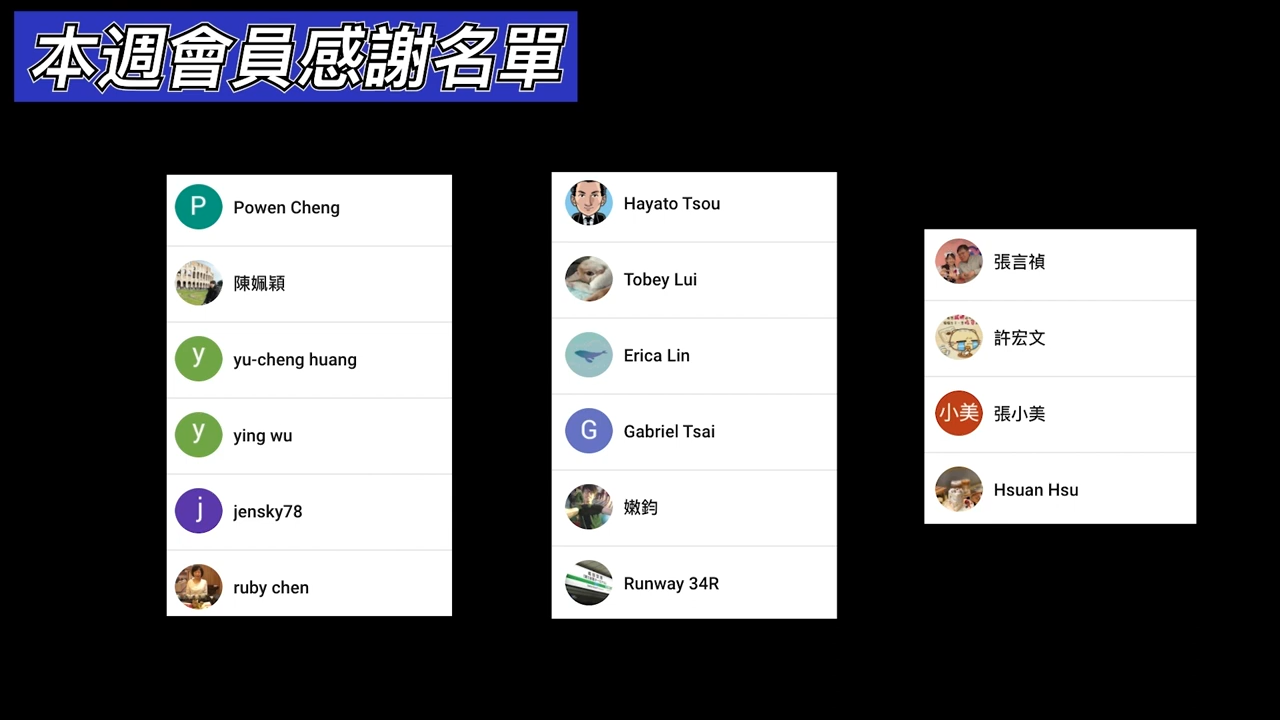 本週會員感謝名單
P Powen Cheng
陳姵穎
y yu-cheng huang
y ying wu
j jensky78
ruby chen
Hayato Tsou
Tobey Lui
Erica Lin
G Gabriel Tsai
嫩鈞
Runway 34R
張言禎
許宏文
小美 張小美
Hsuan Hsu